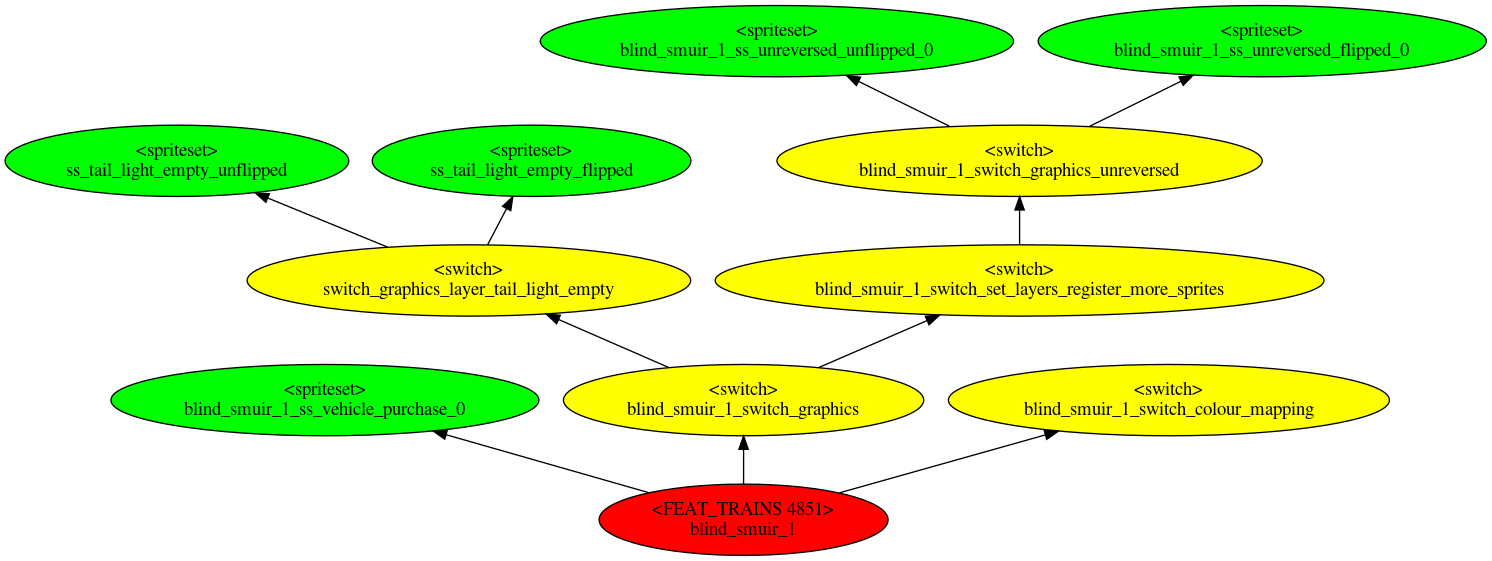 <spriteset>
blind_smuir_1_ss_unreversed_unflipped_0
<spriteset>
blind_smuir_1_ss_unreversed_flipped_0
<spriteset>
ss_tail_light_empty_unflipped
<spriteset>
ss_tail_light_empty_flipped
<switch>
blind_smuir_1_switch_graphics_unreversed
<switch>
switch_graphics_layer_tail_light_empty
<switch>
blind_smuir_1_switch_set_layers_register_more_sprites
<spriteset>
blind_smuir_1_ss_vehicle_purchase_0
<switch>
blind_smuir_1_switch_graphics
<switch>
blind_smuir_1_switch_colour_mapping
<FEAT_TRAINS 4851>
blind_smuir_1